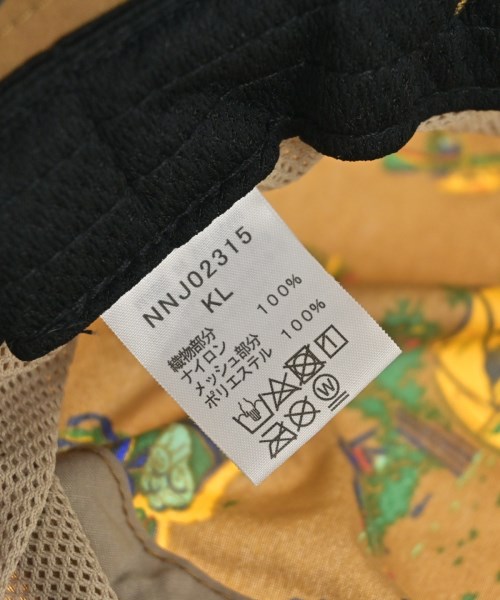 NNJ02315
KL
織物部分
ナイロン 100%
メッシュ部分
ポリエステル 100%
W